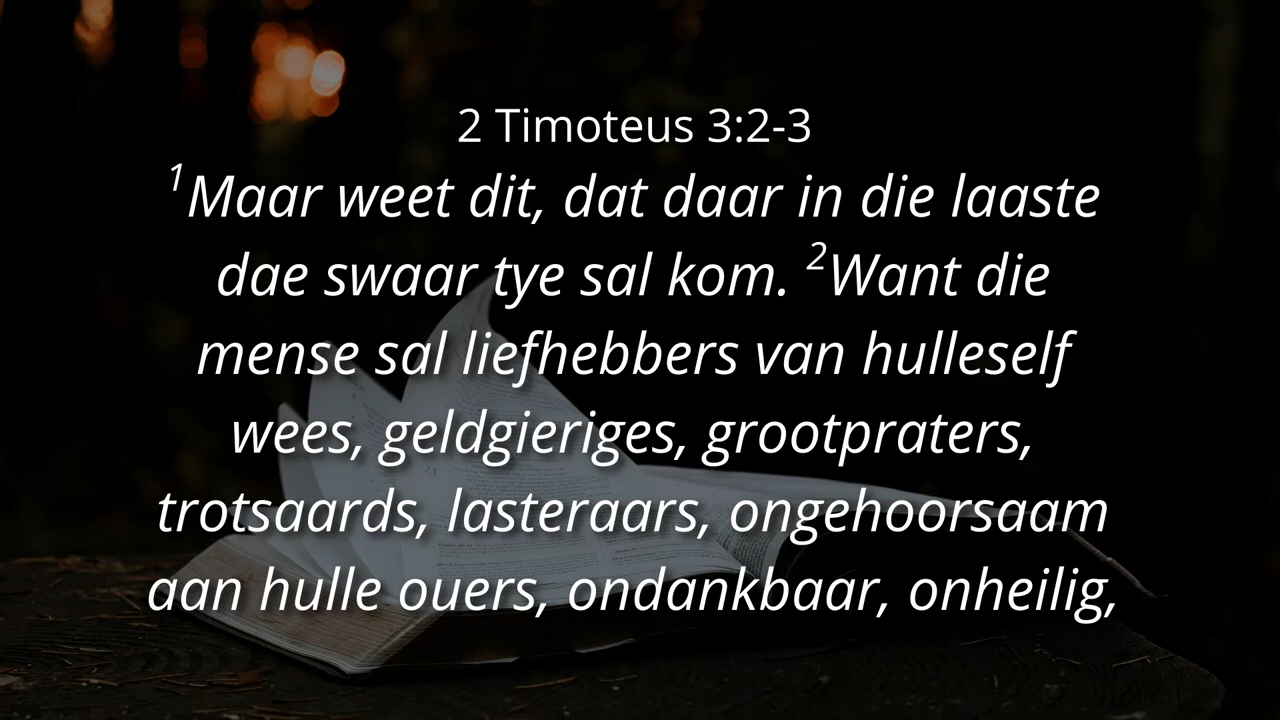 2 Timoteus 3:2-3
¹Maar weet dit, dat daar in die laaste
dae swaar tye sal kom. ²Want die
mense sal liefhebbers van hulleself
wees, geldgieriges, grootpraters,
trotsaards, lasteraars, ongehoorsaam
aan hulle ouers, ondankbaar, onheilig,